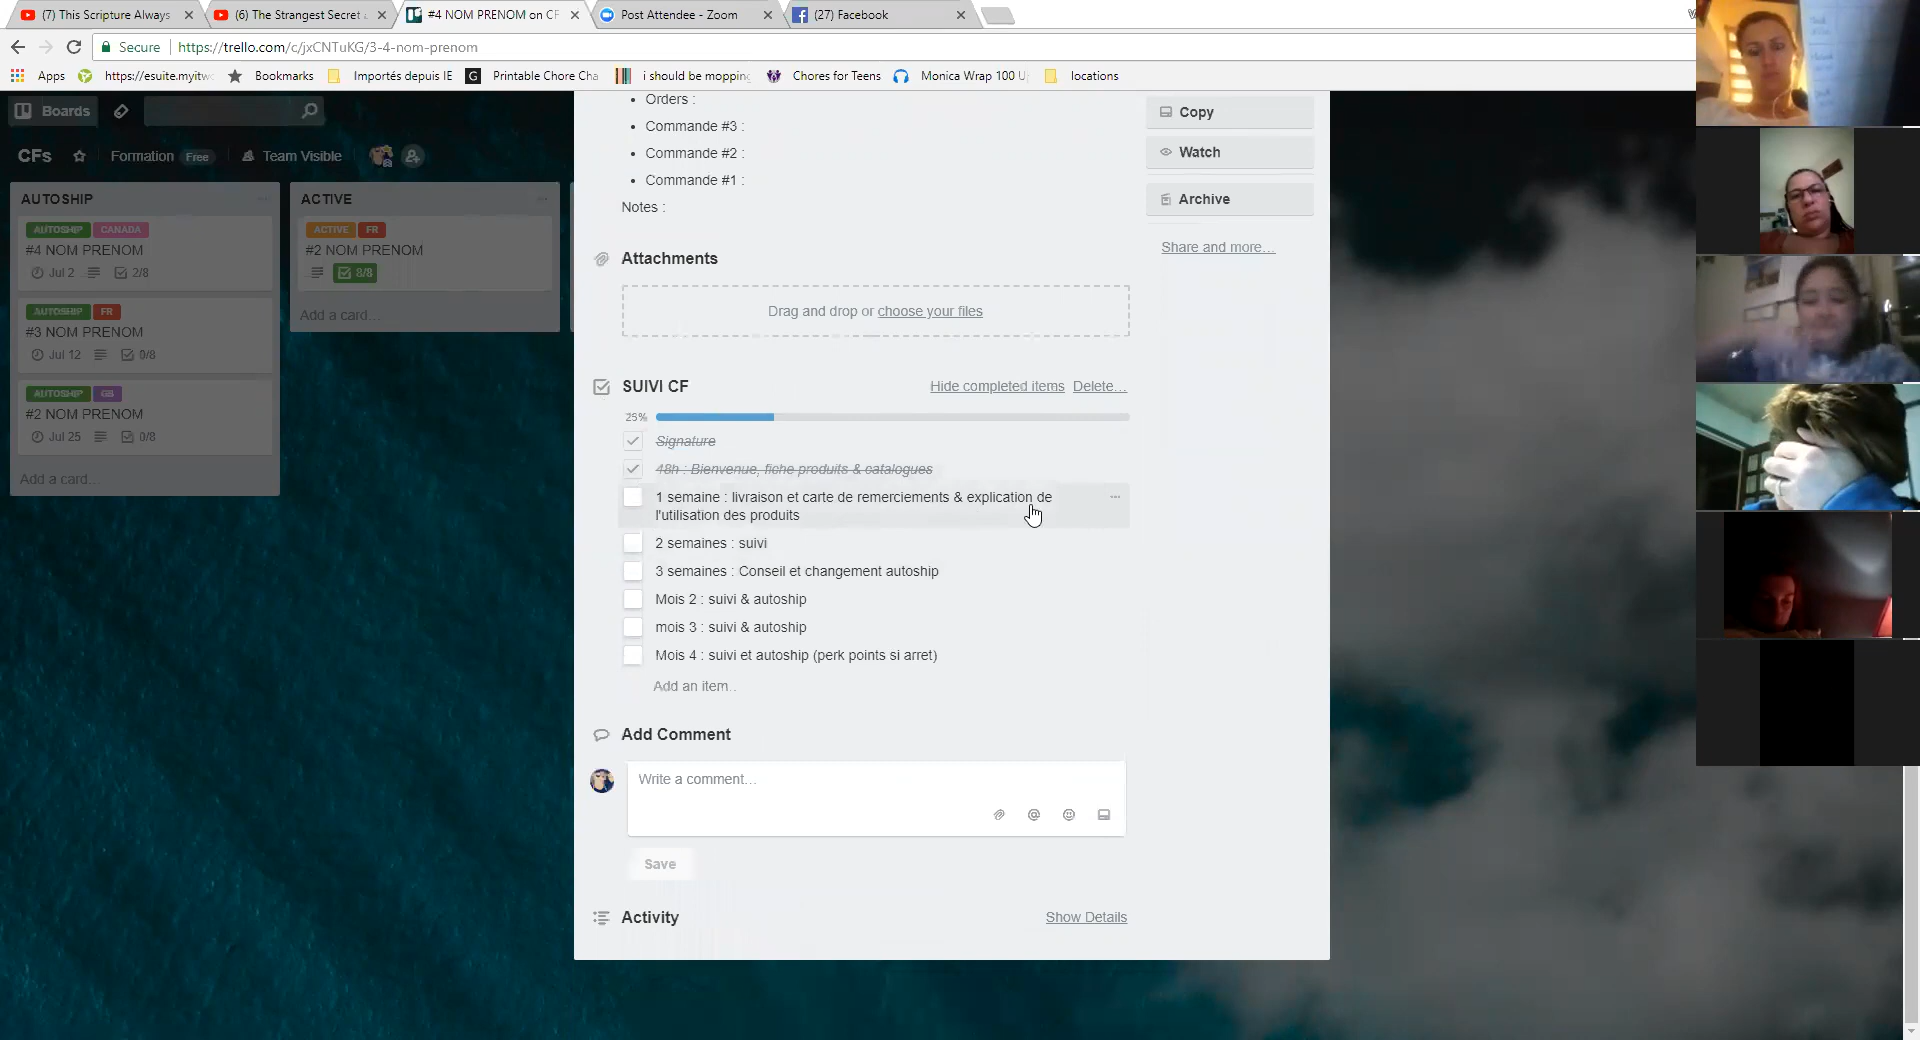 (7) This Scripture Always
(6) The Strangest Secret
#4 NOM PRENOM on CF
Post Attendee - Zoom
(27) Facebook
Secure
https://trello.com/c/jxCNTuKG/3-4-nom-prenom
Apps
https://esuite.myitw
Bookmarks
Importés depuis IE
Printable Chore Cha
i should be mopping
Chores for Teens
Monica Wrap 100 U
locations
Boards
CFs
Formation Free
Team Visible
AUTOSHIP
AUTOSHIP CANADA
#4 NOM PRENOM
Jul 2
2/8
AUTOSHIP FR
#3 NOM PRENOM
Jul 12
0/8
AUTOSHIP GB
#2 NOM PRENOM
Jul 25
0/8
Add a card…
ACTIVE
ACTIVE FR
#2 NOM PRENOM
8/8
Add a card…
• Orders :
• Commande #3 :
• Commande #2 :
• Commande #1 :
Notes :
Attachments
Drag and drop or choose your files
SUIVI CF
Hide completed items
Delete…
25%
Signature
48h : Bienvenue, fiche produits & catalogues
1 semaine : livraison et carte de remerciements & explication de
l'utilisation des produits
2 semaines : suivi
3 semaines : Conseil et changement autoship
Mois 2 : suivi & autoship
mois 3 : suivi & autoship
Mois 4 : suivi et autoship (perk points si arret)
Add an item…
Add Comment
Write a comment…
Save
Activity
Show Details
Copy
Watch
Archive
Share and more…